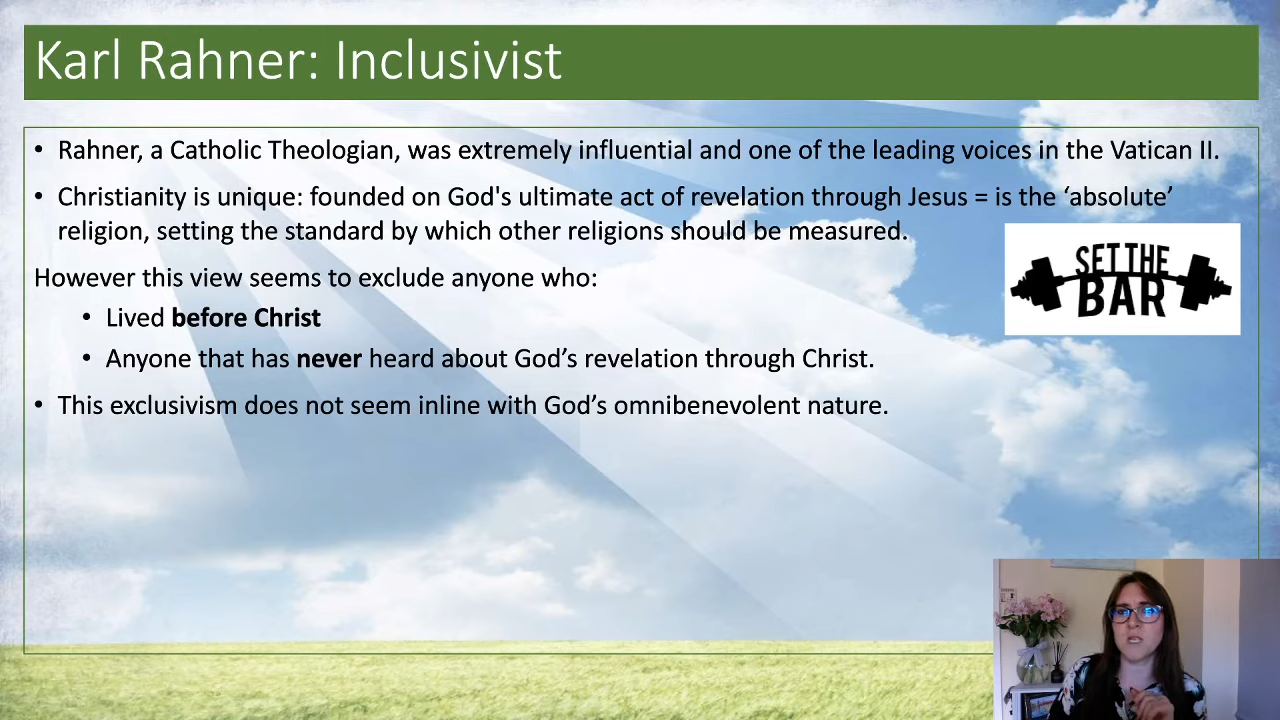 Karl Rahner: Inclusivist
• Rahner, a Catholic Theologian, was extremely influential and one of the leading voices in the Vatican II.
• Christianity is unique: founded on God's ultimate act of revelation through Jesus = is the ‘absolute’
religion, setting the standard by which other religions should be measured.
SET THE
BAR
However this view seems to exclude anyone who:
• Lived before Christ
• Anyone that has never heard about God’s revelation through Christ.
• This exclusivism does not seem inline with God’s omnibenevolent nature.